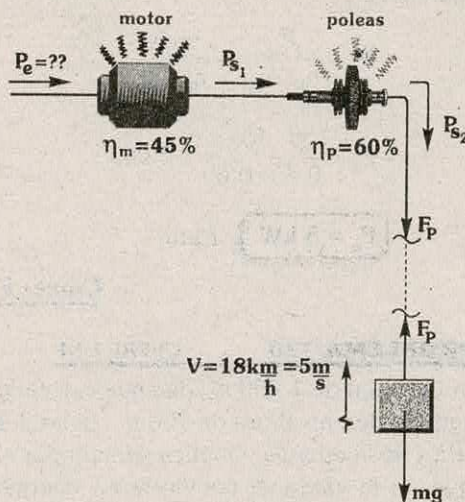 motor
poleas
Pe=??
Ps1
ηm=45%
ηp=60%
Ps2
Fp
Fp
V=18km/h=5m/s
mg